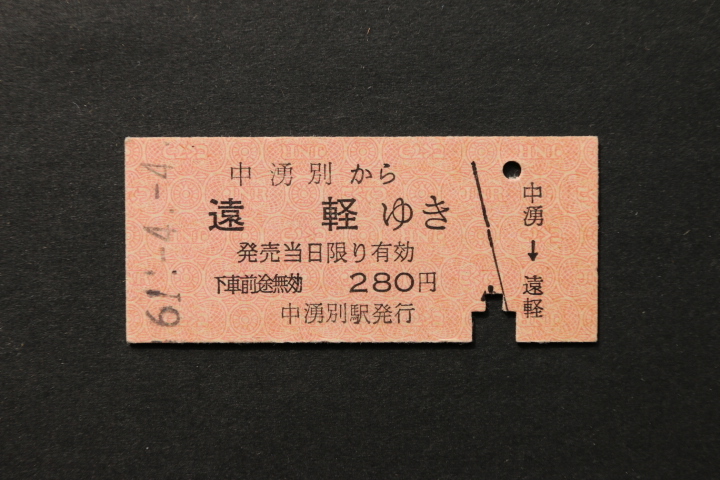 中湧別から
遠軽ゆき
発売当日限り有効
下車前途無効 280円
中湧別駅発行
中湧→遠軽
61.-4.-4